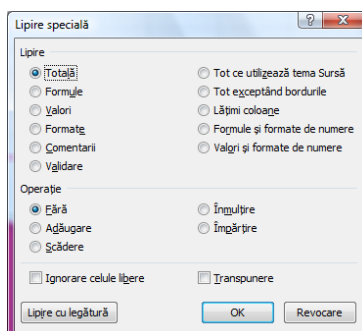 Lipire specială
Lipire
Totală
Tot ce utilizează tema Sursă
Formule
Tot exceptând bordurile
Valori
Lățimi coloane
Formate
Formule și formate de numere
Comentarii
Valori și formate de numere
Validare
Operație
Fără
Înmulțire
Adăugare
Împărțire
Scădere
Ignorare celule libere
Transpunere
Lipire cu legătură
OK
Revocare